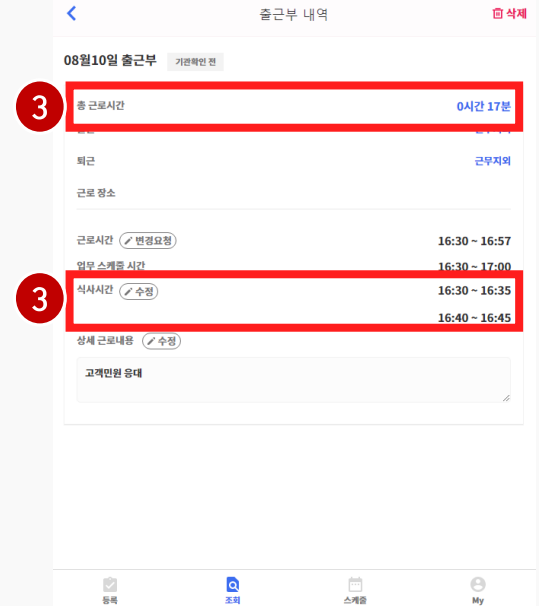 출근부 내역
삭제
08월10일 출근부 기관확인 전
3
총 근로시간 0시간 17분
퇴근 근무지외
근로 장소
근로시간 변경요청 16:30 ~ 16:57
업무 스케줄 시간 16:30 ~ 17:00
3
식사시간 수정 16:30 ~ 16:35
16:40 ~ 16:45
상세 근로내용 수정
고객민원 응대
등록 조회 스케줄 My